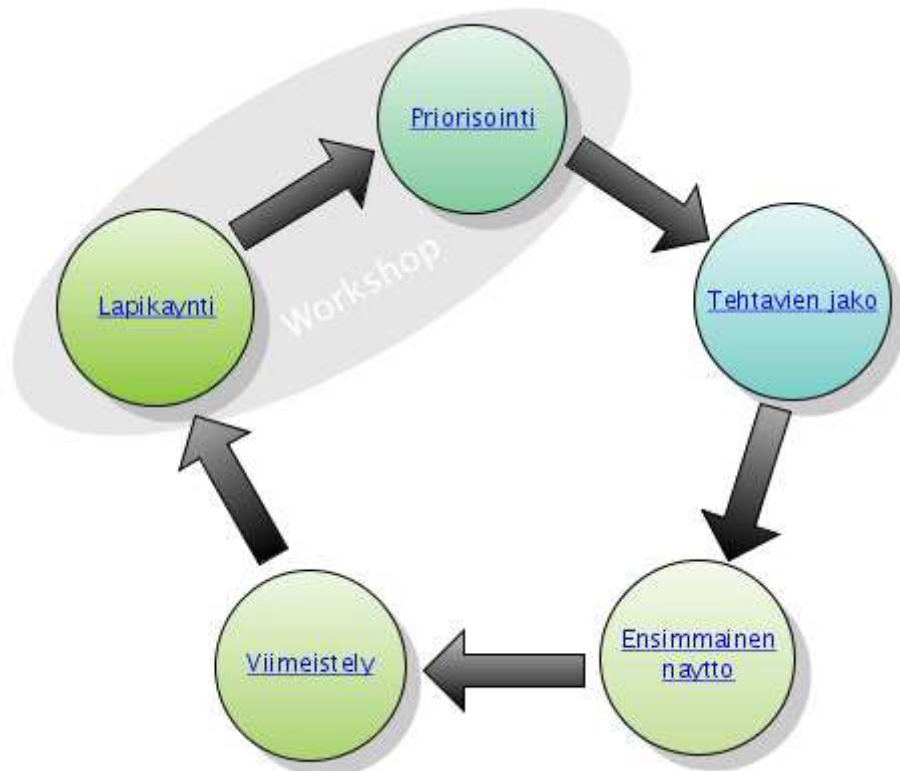 Priorisointi
Workshop
Lapikaynti
Tehtavien jako
Ensimmainen
naytto
Viimeistely